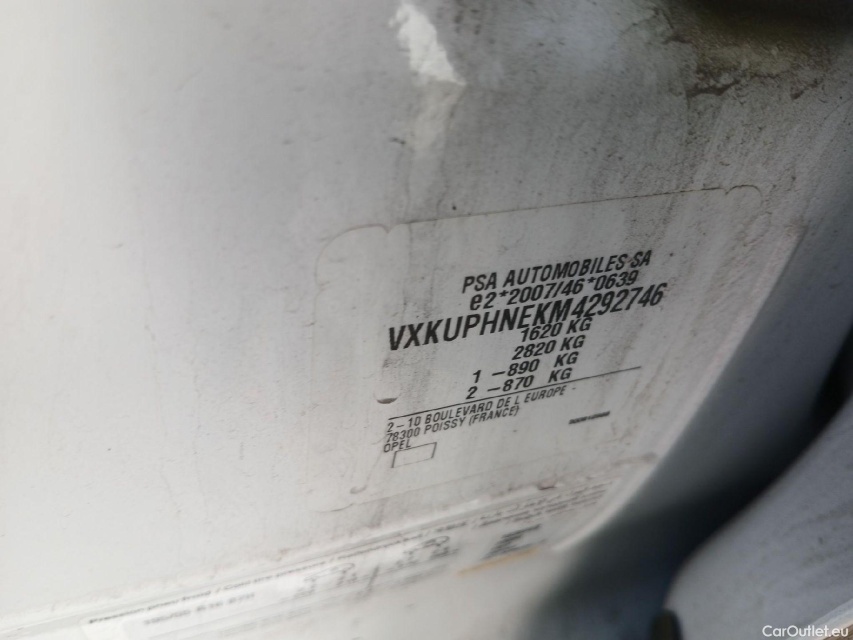 PSA AUTOMOBILES SA
e2*2007/46*0639
VXKUPHNEKM4292746
1620 KG
2820 KG
1 -890 KG
2 -870 KG
2-10 BOULEVARD DE L EUROPE
78300 POISSY (FRANCE)
OPEL
CarOutlet.eu